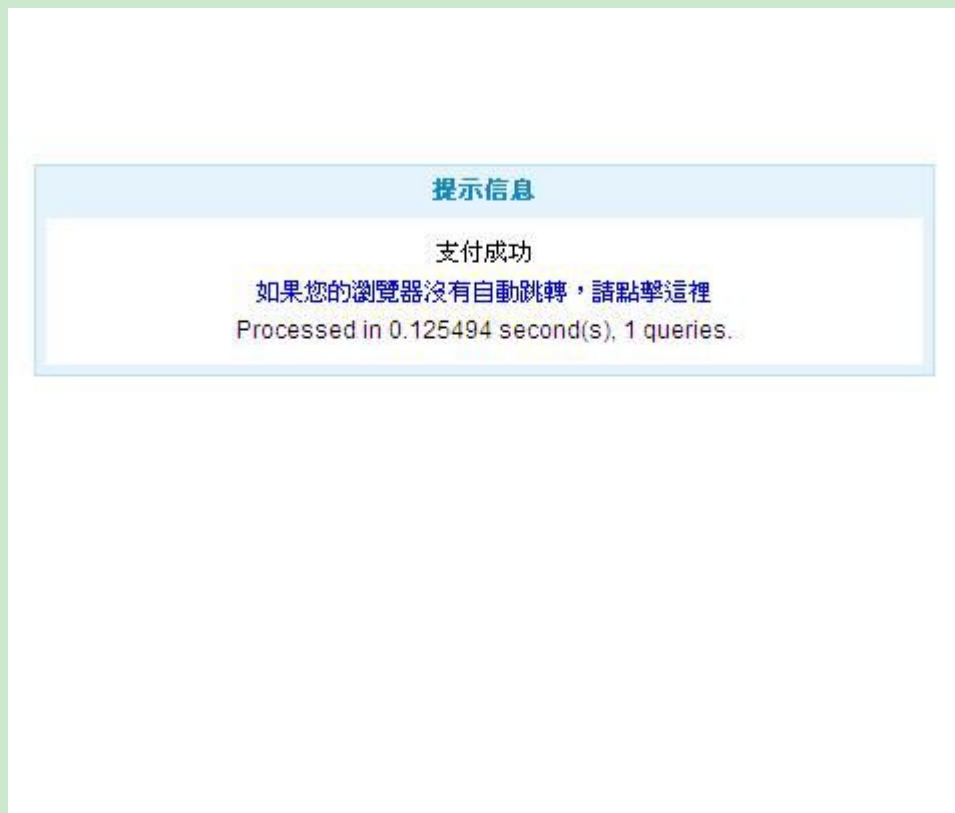 提示信息
支付成功
如果您的瀏覽器沒有自動跳轉，請點擊這裡
Processed in 0.125494 second(s), 1 queries.